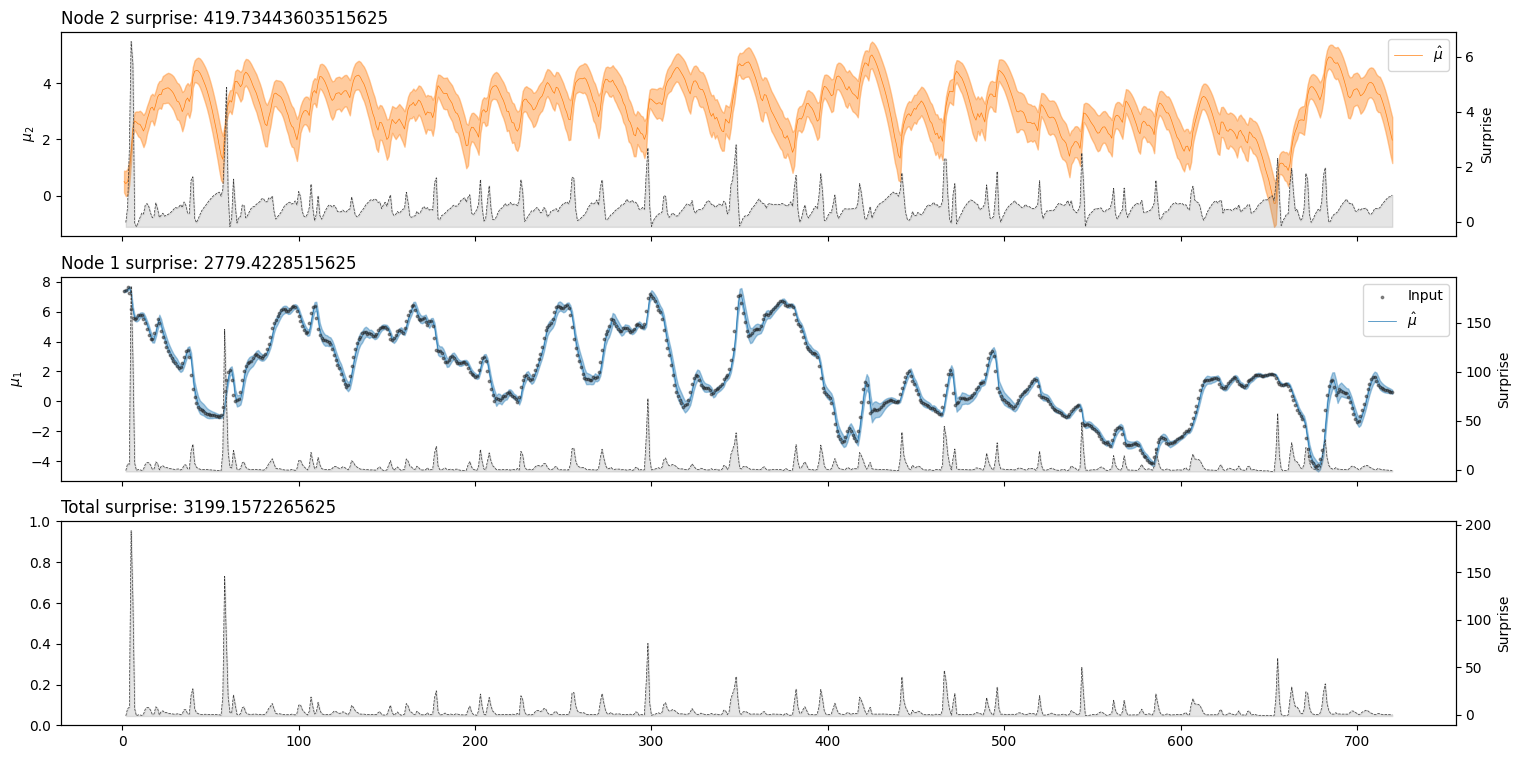 Node 2 surprise: 419.73443603515625
μ̂
4
2
0
μ₂
6
4
2
0
Surprise
Node 1 surprise: 2779.4228515625
Input
μ̂
8
6
4
2
0
−2
−4
μ₁
150
100
50
0
Surprise
Total surprise: 3199.1572265625
1.0
0.8
0.6
0.4
0.2
0.0
200
150
100
50
0
Surprise
0 100 200 300 400 500 600 700